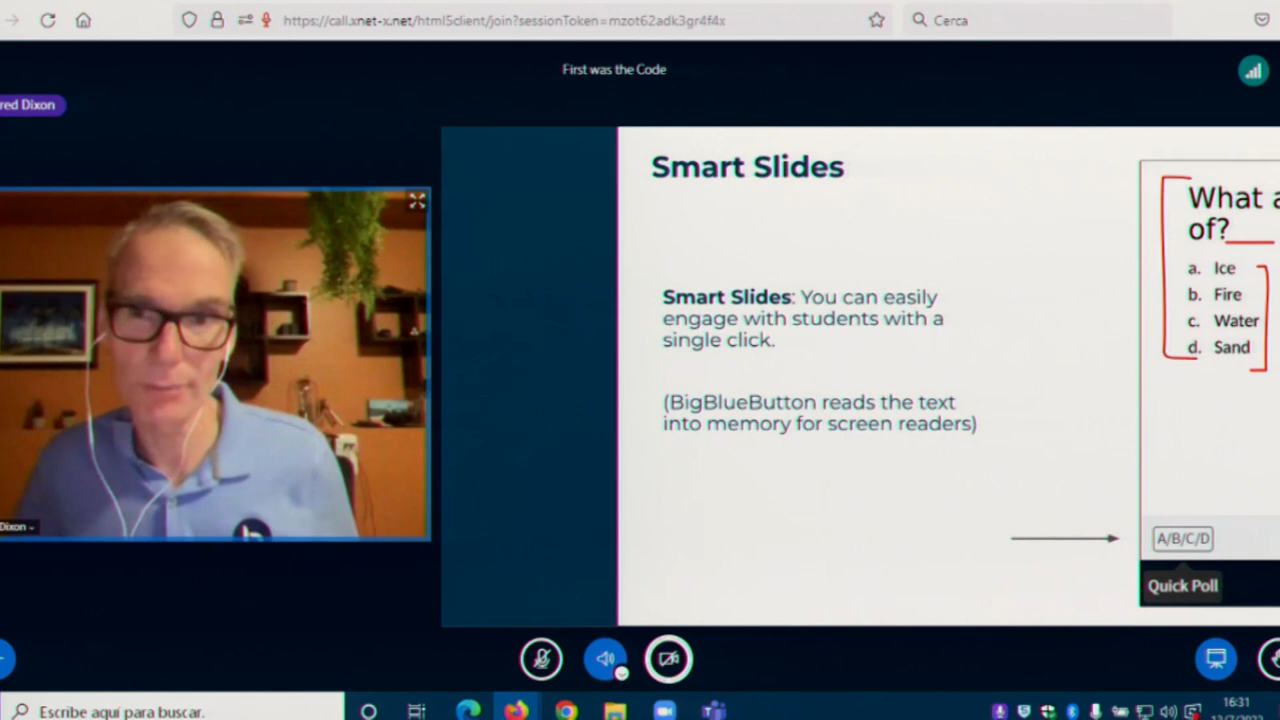 https://call.xnet-x.net/html5client/join?sessionToken=mzot62adk3gr4f4x
Cerca
First was the Code
red Dixon
Smart Slides
What a
of?
a. Ice
b. Fire
c. Water
d. Sand
Smart Slides: You can easily
engage with students with a
single click.
(BigBlueButton reads the text
into memory for screen readers)
Dixon
A/B/C/D
Quick Poll
Escribe aquí para buscar.
16:31